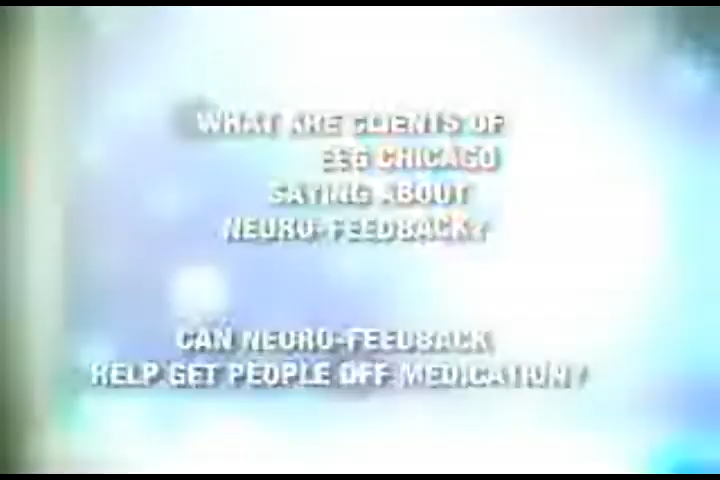 WHAT ARE CLIENTS OF
EEG CHICAGO
SAYING ABOUT
NEURO-FEEDBACK?
CAN NEURO-FEEDBACK
HELP GET PEOPLE OFF MEDICATION?